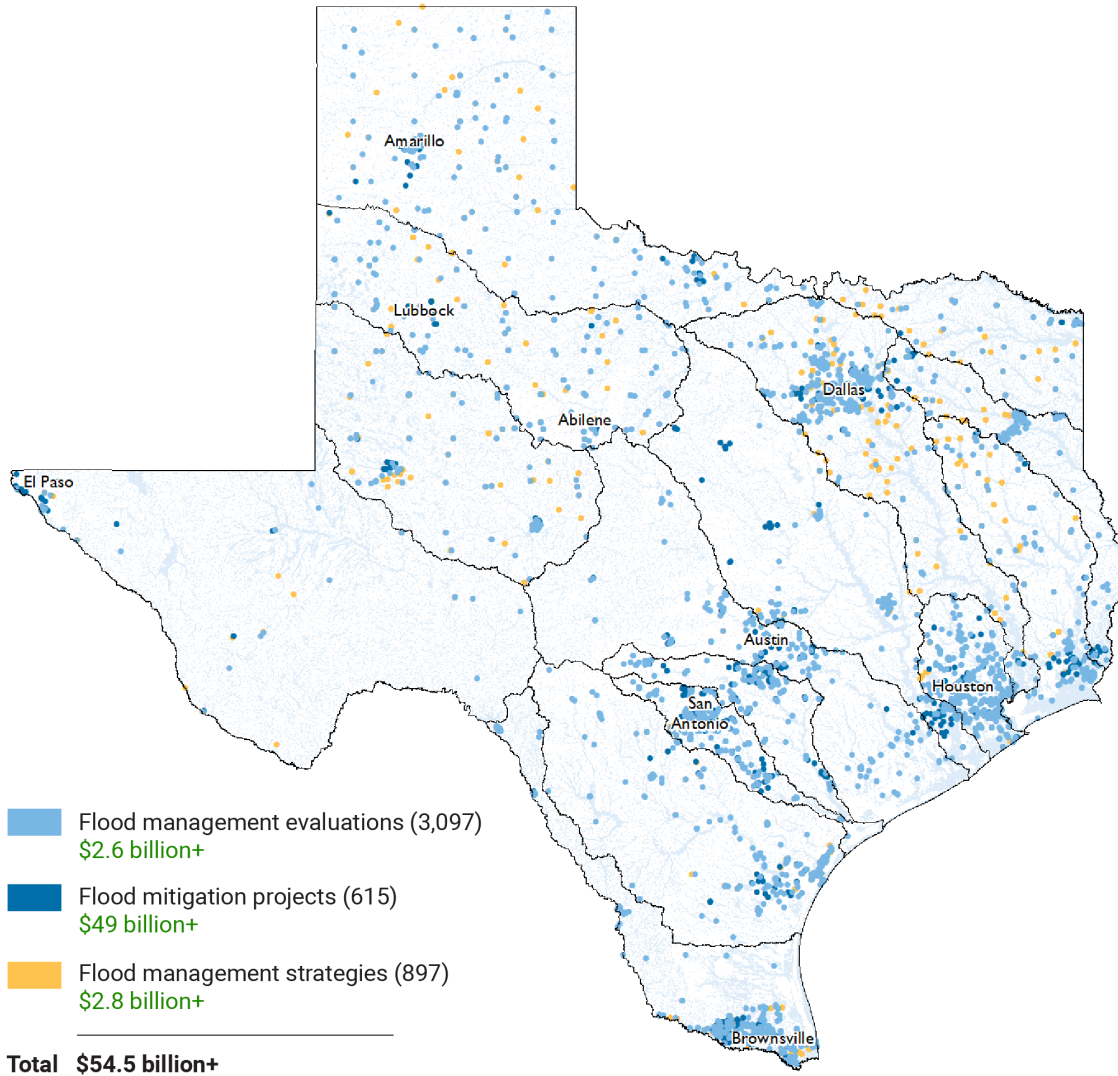 Amarillo
Lubbock
Abilene
Dallas
El Paso
Austin
Houston
San
Antonio
Flood management evaluations (3,097)
$2.6 billion+
Flood mitigation projects (615)
$49 billion+
Flood management strategies (897)
$2.8 billion+
Brownsville
Total $54.5 billion+